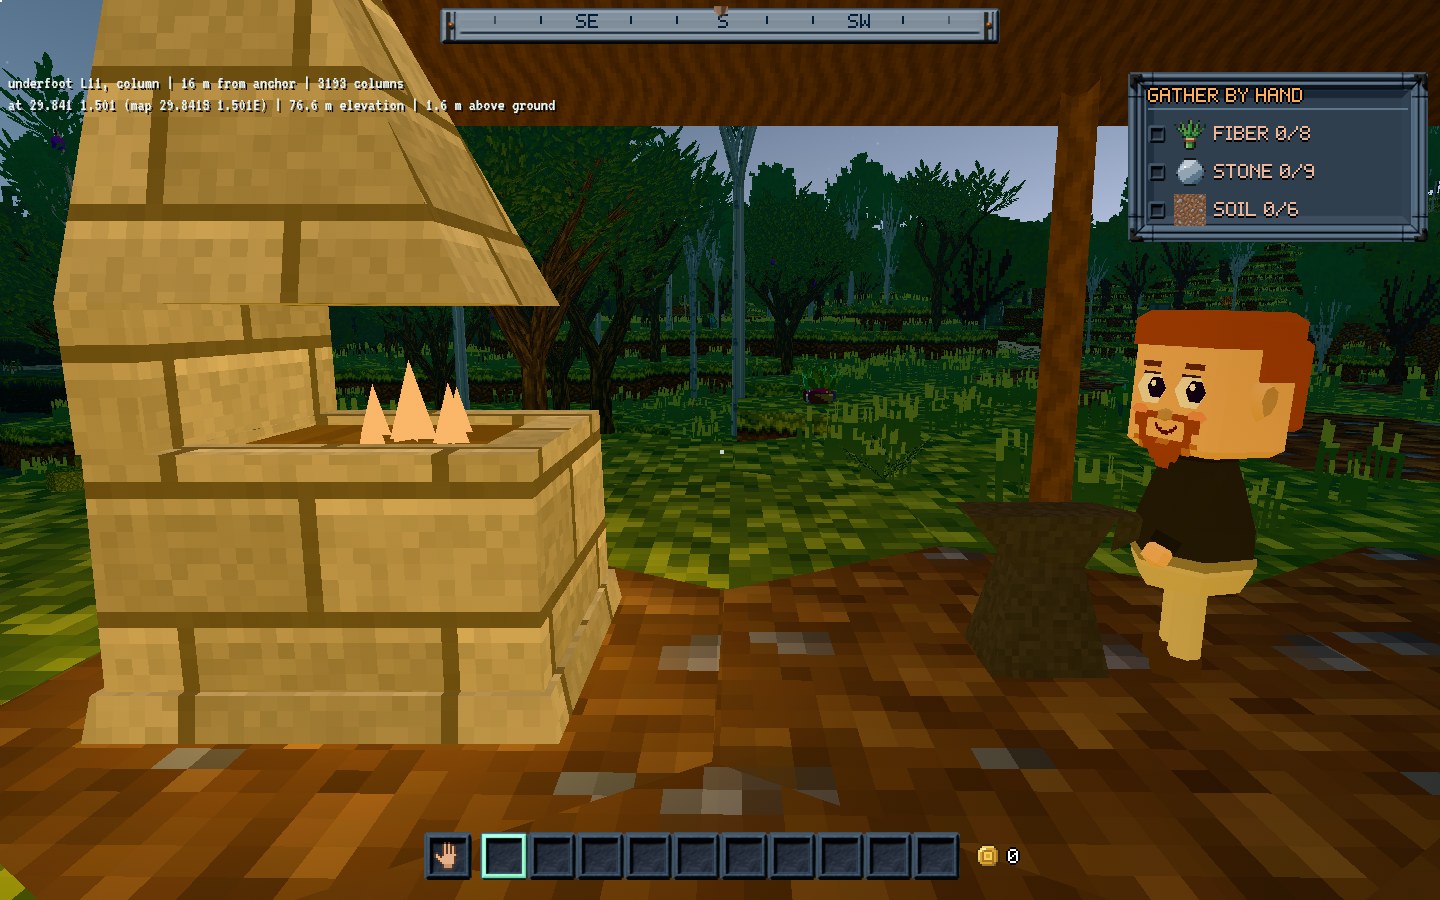 SE S SW
underfoot L11, column | 16 m from anchor | 3193 columns
at 29.841 1.501 (map 29.841S 1.501E) | 76.6 m elevation | 1.6 m above ground
GATHER BY HAND
FIBER 0/8
STONE 0/9
SOIL 0/6
0